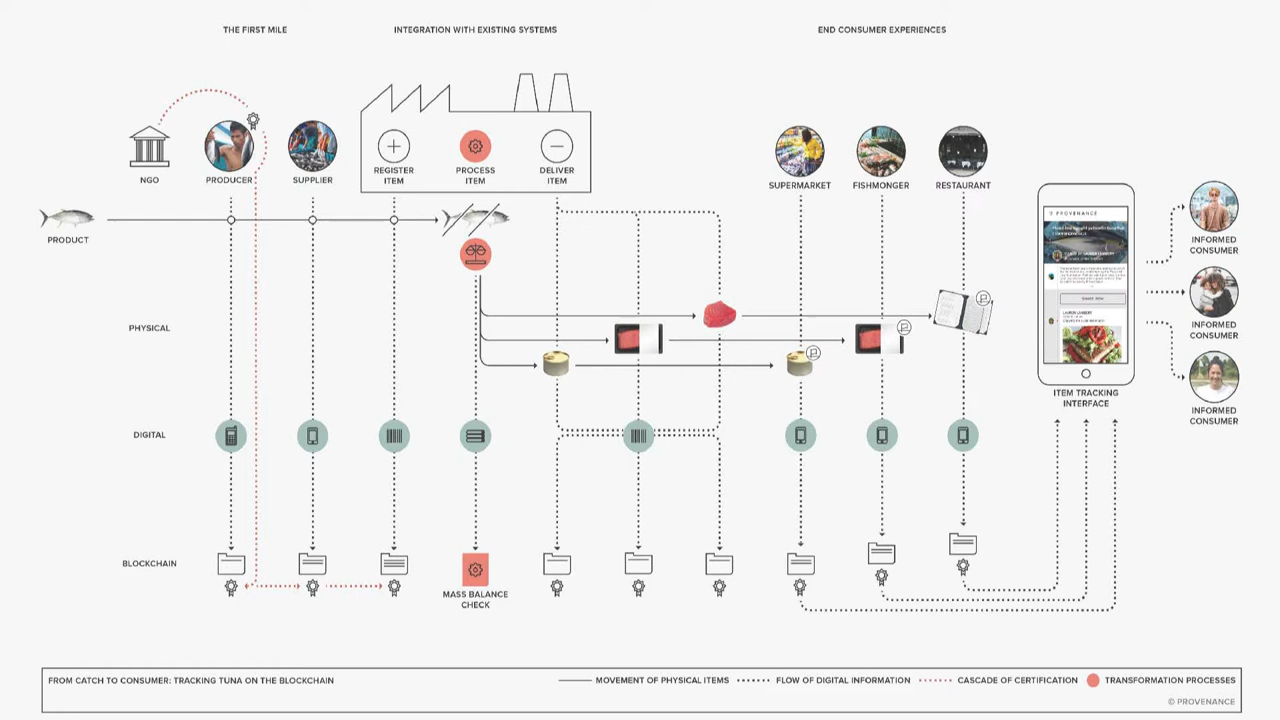 THE FIRST MILE
INTEGRATION WITH EXISTING SYSTEMS
END CONSUMER EXPERIENCES
NGO
PRODUCER
SUPPLIER
REGISTER
ITEM
PROCESS
ITEM
DELIVER
ITEM
SUPERMARKET
FISHMONGER
RESTAURANT
PRODUCT
PROVENANCE
INFORMED
CONSUMER
INFORMED
CONSUMER
INFORMED
CONSUMER
ITEM TRACKING
INTERFACE
PHYSICAL
DIGITAL
BLOCKCHAIN
MASS BALANCE
CHECK
FROM CATCH TO CONSUMER: TRACKING TUNA ON THE BLOCKCHAIN
MOVEMENT OF PHYSICAL ITEMS
FLOW OF DIGITAL INFORMATION
CASCADE OF CERTIFICATION
TRANSFORMATION PROCESSES
© PROVENANCE